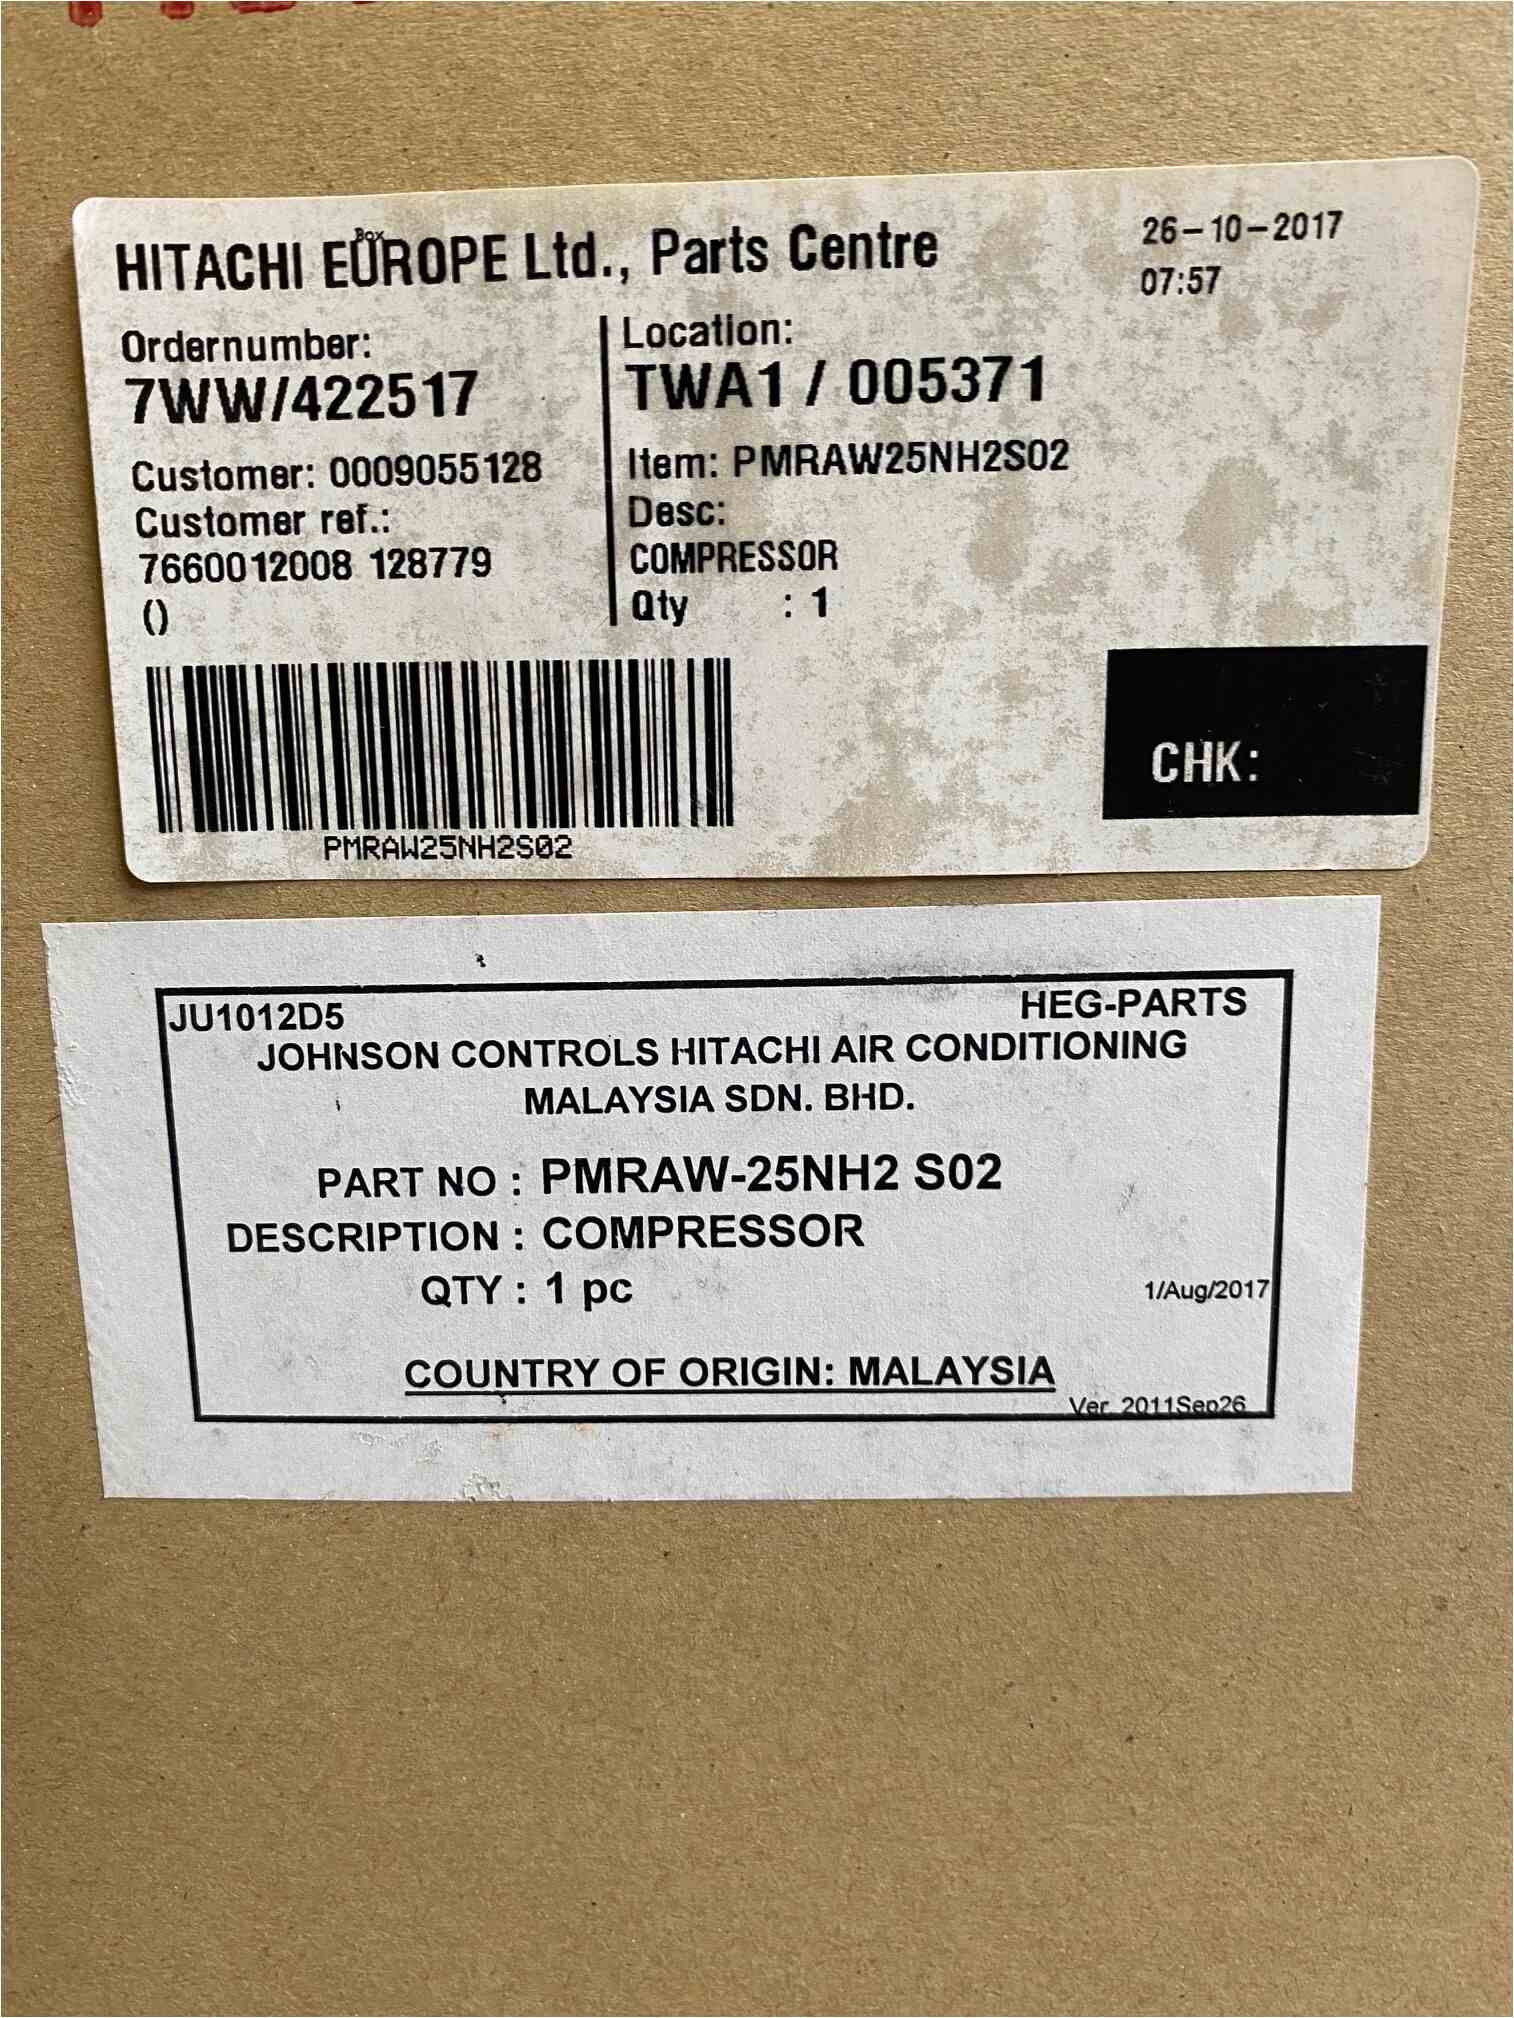 HITACHI EUROPE Ltd., Parts Centre
Box
26-10-2017
07:57
Ordernumber:
7WW/422517
Customer: 0009055128
Customer ref.:
7660012008 128779
()
Location:
TWA1 / 005371
Item: PMRAW25NH2S02
Desc:
COMPRESSOR
Qty : 1
PMRAW25NH2S02
CHK:
JU1012D5 HEG-PARTS
JOHNSON CONTROLS HITACHI AIR CONDITIONING
MALAYSIA SDN. BHD.
PART NO : PMRAW-25NH2 S02
DESCRIPTION : COMPRESSOR
QTY : 1 pc
1/Aug/2017
COUNTRY OF ORIGIN: MALAYSIA
Ver. 2011Sep26